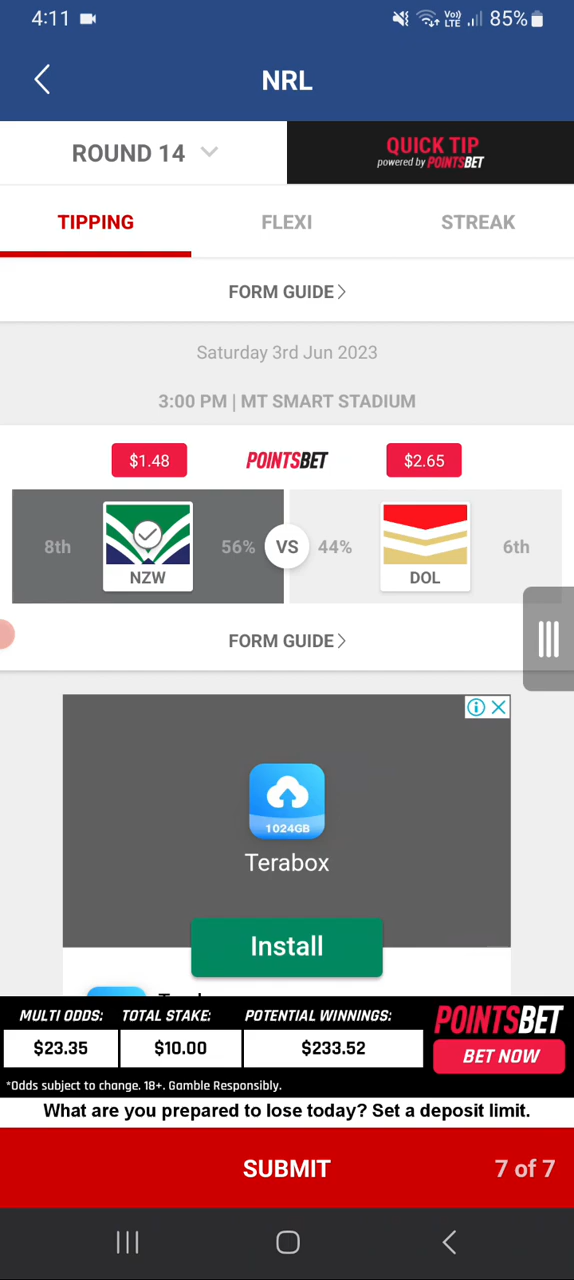 4:11
Vo)) LTE 85%
NRL
ROUND 14
QUICK TIP
powered by POINTSBET
TIPPING FLEXI STREAK
FORM GUIDE
Saturday 3rd Jun 2023
3:00 PM | MT SMART STADIUM
$1.48 POINTSBET $2.65
8th NZW 56% VS 44% DOL 6th
FORM GUIDE
1024GB
Terabox
Install
MULTI ODDS: TOTAL STAKE: POTENTIAL WINNINGS: POINTSBET
$23.35 $10.00 $233.52 BET NOW
*Odds subject to change. 18+. Gamble Responsibly.
What are you prepared to lose today? Set a deposit limit.
SUBMIT 7 of 7